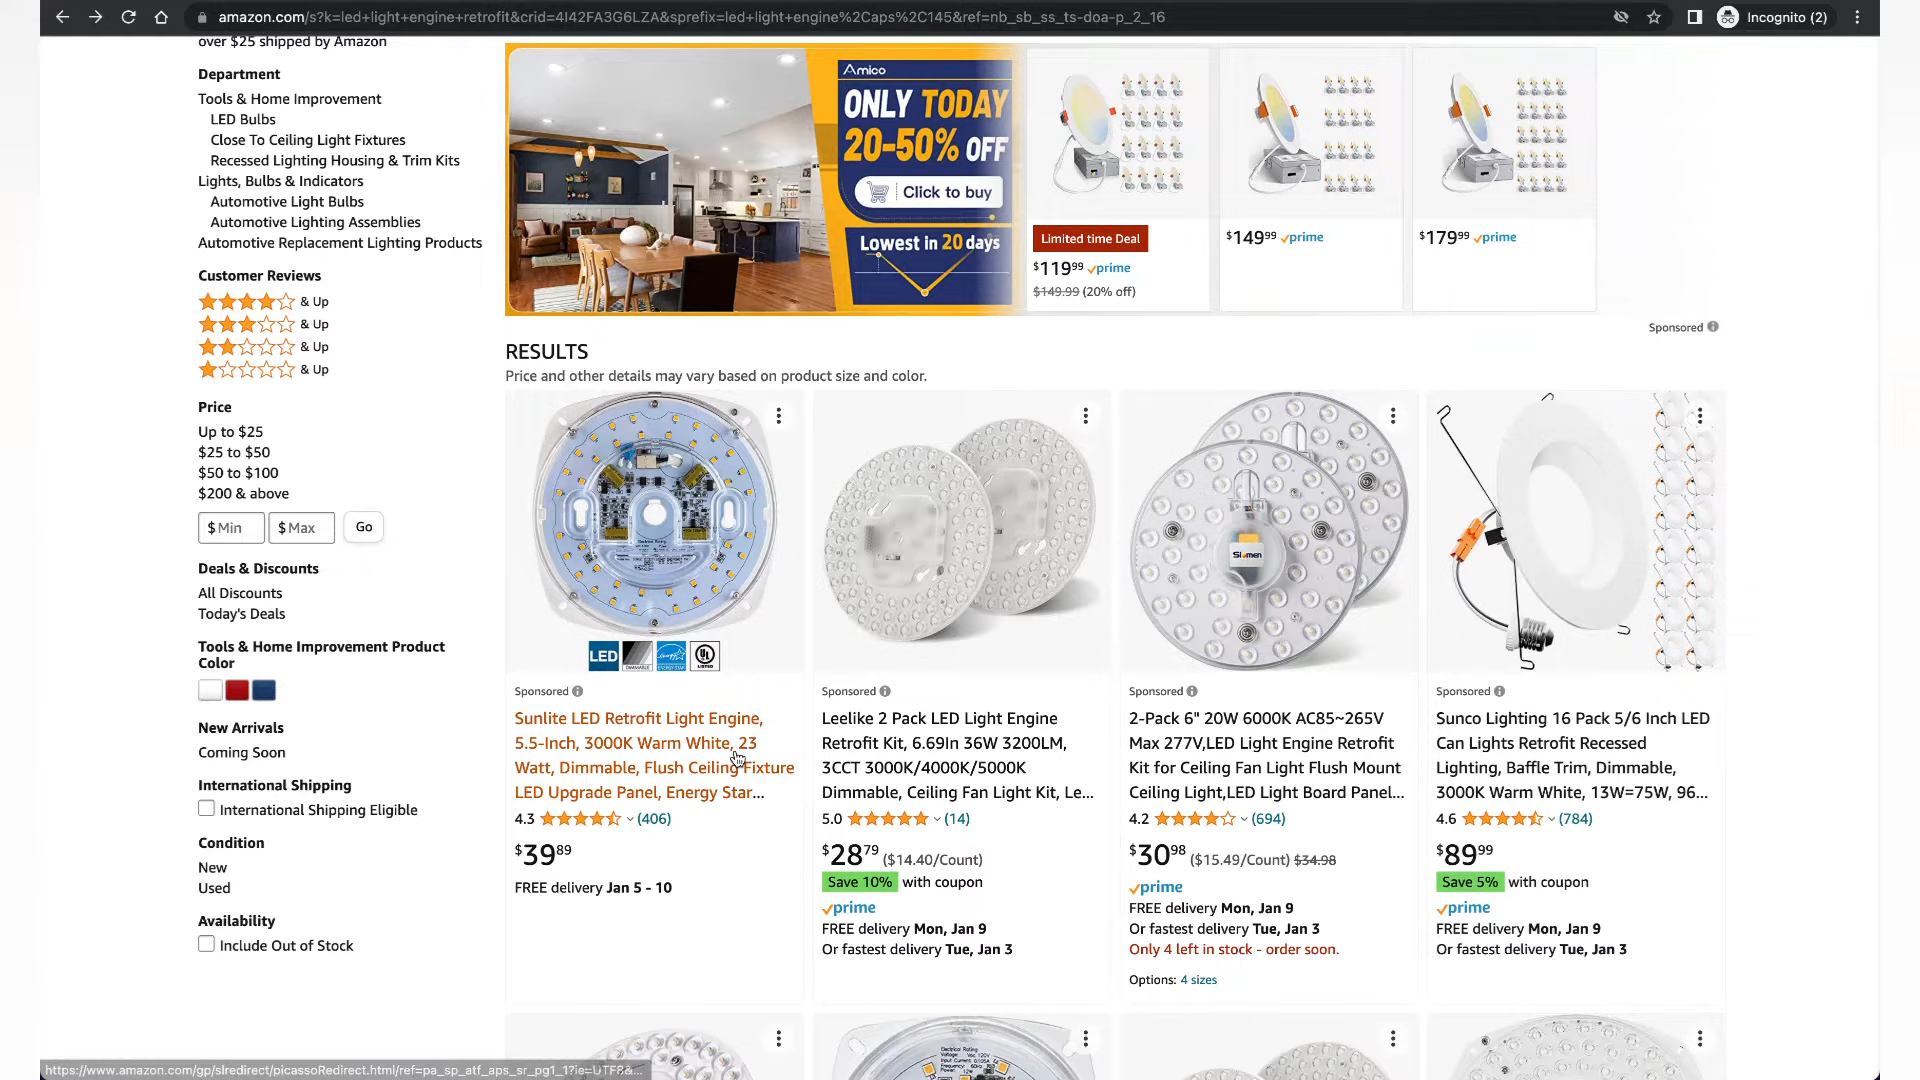 amazon.com/s?k=led+light+engine+retrofit&crid=4I42FA3G6LZA&sprefix=led+light+engine%2Caps%2C145&ref=nb_sb_ss_ts-doa-p_2_16
Incognito (2)
over $25 shipped by Amazon
Department
Tools & Home Improvement
LED Bulbs
Close To Ceiling Light Fixtures
Recessed Lighting Housing & Trim Kits
Lights, Bulbs & Indicators
Automotive Light Bulbs
Automotive Lighting Assemblies
Automotive Replacement Lighting Products
Customer Reviews
& Up
& Up
& Up
& Up
Price
Up to $25
$25 to $50
$50 to $100
$200 & above
$ Min
$ Max
Go
Deals & Discounts
All Discounts
Today's Deals
Tools & Home Improvement Product
Color
New Arrivals
Coming Soon
International Shipping
International Shipping Eligible
Condition
New
Used
Availability
Include Out of Stock
Amico
ONLY TODAY
20-50% OFF
Click to buy
Lowest in 20 days
Limited time Deal
$119.99 prime
$149.99 (20% off)
$149.99 prime
$179.99 prime
Sponsored
RESULTS
Price and other details may vary based on product size and color.
LED
DIMMABLE
ENERGY STAR
UL
LISTED
Sponsored
Sunlite LED Retrofit Light Engine,
5.5-Inch, 3000K Warm White, 23
Watt, Dimmable, Flush Ceiling Fixture
LED Upgrade Panel, Energy Star...
4.3 (406)
$39.89
FREE delivery Jan 5 - 10
Sponsored
Leelike 2 Pack LED Light Engine
Retrofit Kit, 6.69In 36W 3200LM,
3CCT 3000K/4000K/5000K
Dimmable, Ceiling Fan Light Kit, Le...
5.0 (14)
$28.79 ($14.40/Count)
Save 10% with coupon
prime
FREE delivery Mon, Jan 9
Or fastest delivery Tue, Jan 3
Sponsored
2-Pack 6" 20W 6000K AC85~265V
Max 277V,LED Light Engine Retrofit
Kit for Ceiling Fan Light Flush Mount
Ceiling Light,LED Light Board Panel...
4.2 (694)
$30.98 ($15.49/Count) $34.98
prime
FREE delivery Mon, Jan 9
Or fastest delivery Tue, Jan 3
Only 4 left in stock - order soon.
Options: 4 sizes
Sponsored
Sunco Lighting 16 Pack 5/6 Inch LED
Can Lights Retrofit Recessed
Lighting, Baffle Trim, Dimmable,
3000K Warm White, 13W=75W, 96...
4.6 (784)
$89.99
Save 5% with coupon
prime
FREE delivery Mon, Jan 9
Or fastest delivery Tue, Jan 3
https://www.amazon.com/gp/slredirect/picassoRedirect.html/ref=pa_sp_atf_aps_sr_pg1_1?ie=UTF8&...